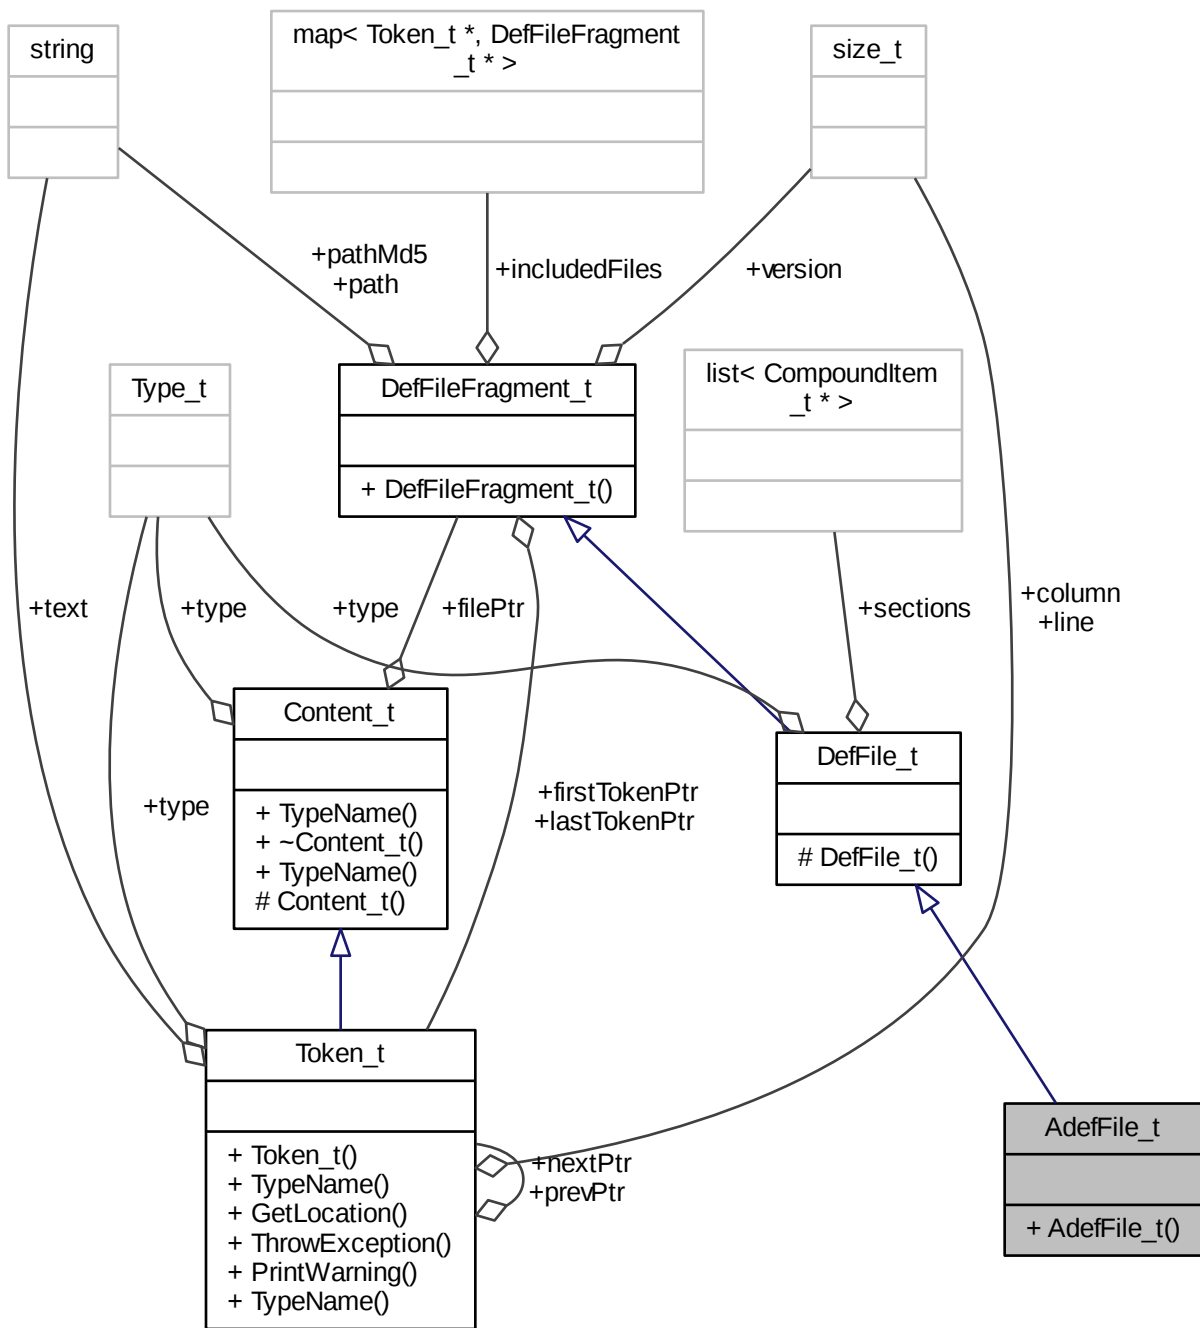 string
map< Token_t *, DefFileFragment
_t * >
size_t
+pathMd5
+path
+includedFiles
+version
Type_t
DefFileFragment_t
+ DefFileFragment_t()
list< CompoundItem
_t * >
+text
+type
+type
+filePtr
+sections
+column
+line
Content_t
+ TypeName()
+ ~Content_t()
+ TypeName()
# Content_t()
+type
+firstTokenPtr
+lastTokenPtr
DefFile_t
# DefFile_t()
Token_t
+ Token_t()
+ TypeName()
+ GetLocation()
+ ThrowException()
+ PrintWarning()
+ TypeName()
+nextPtr
+prevPtr
AdefFile_t
+ AdefFile_t()